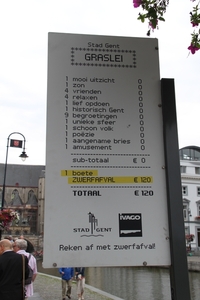 Stad Gent
GRASLEI
1 mooi uitzicht 0
1 zon 0
4 vrienden 0
4 relaxen 0
1 lief opdoen 0
1 historisch Gent 0
9 begroetingen 0
1 unieke sfeer 0
1 schoon volk 0
1 poëzie 0
1 aangename bries 0
1 amusement 0
sub-totaal € 0
1 boete
ZWERFAFVAL € 120
TOTAAL € 120
STAD GENT
IVAGO
Reken af met zwerfafval!